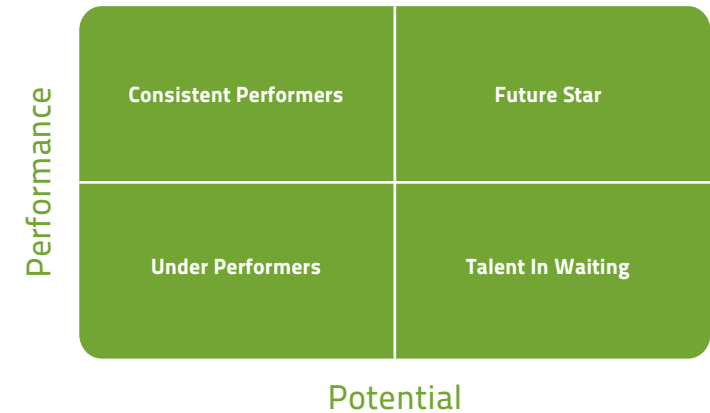 Performance
Consistent Performers
Future Star
Under Performers
Talent In Waiting
Potential